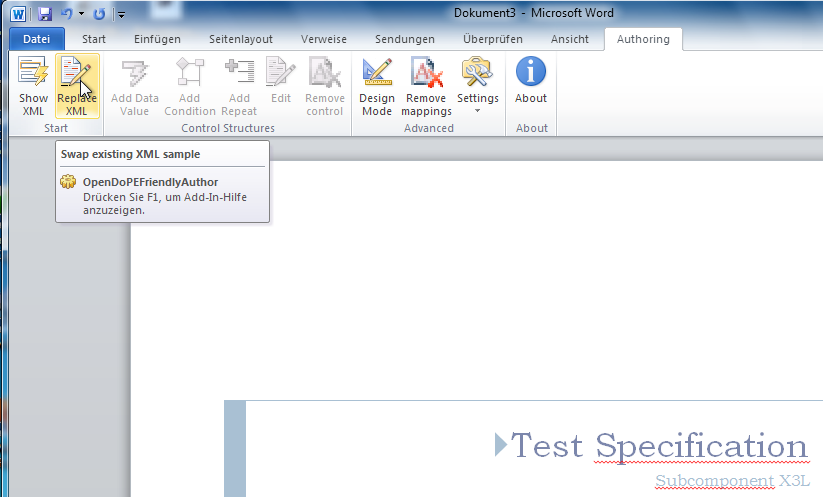 Dokument3 - Microsoft Word
Datei Start Einfügen Seitenlayout Verweise Sendungen Überprüfen Ansicht Authoring
Show XML
Replace XML
Add Data Value
Add Condition
Add Repeat
Edit
Remove control
Design Mode
Remove mappings
Settings
About
Start Control Structures Advanced About
Swap existing XML sample
OpenDoPEFriendlyAuthor
Drücken Sie F1, um Add-In-Hilfe
anzuzeigen.
Test Specification
Subcomponent X3L